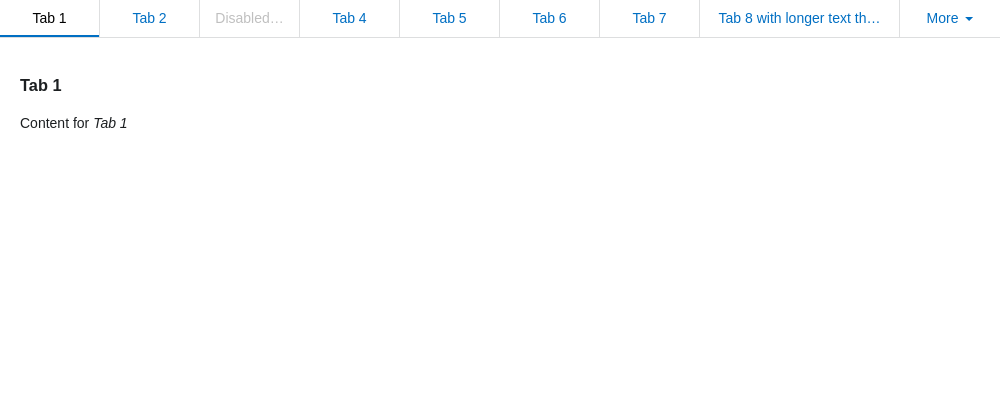 Tab 1 Tab 2 Disabled… Tab 4 Tab 5 Tab 6 Tab 7 Tab 8 with longer text th… More
Tab 1
Content for Tab 1